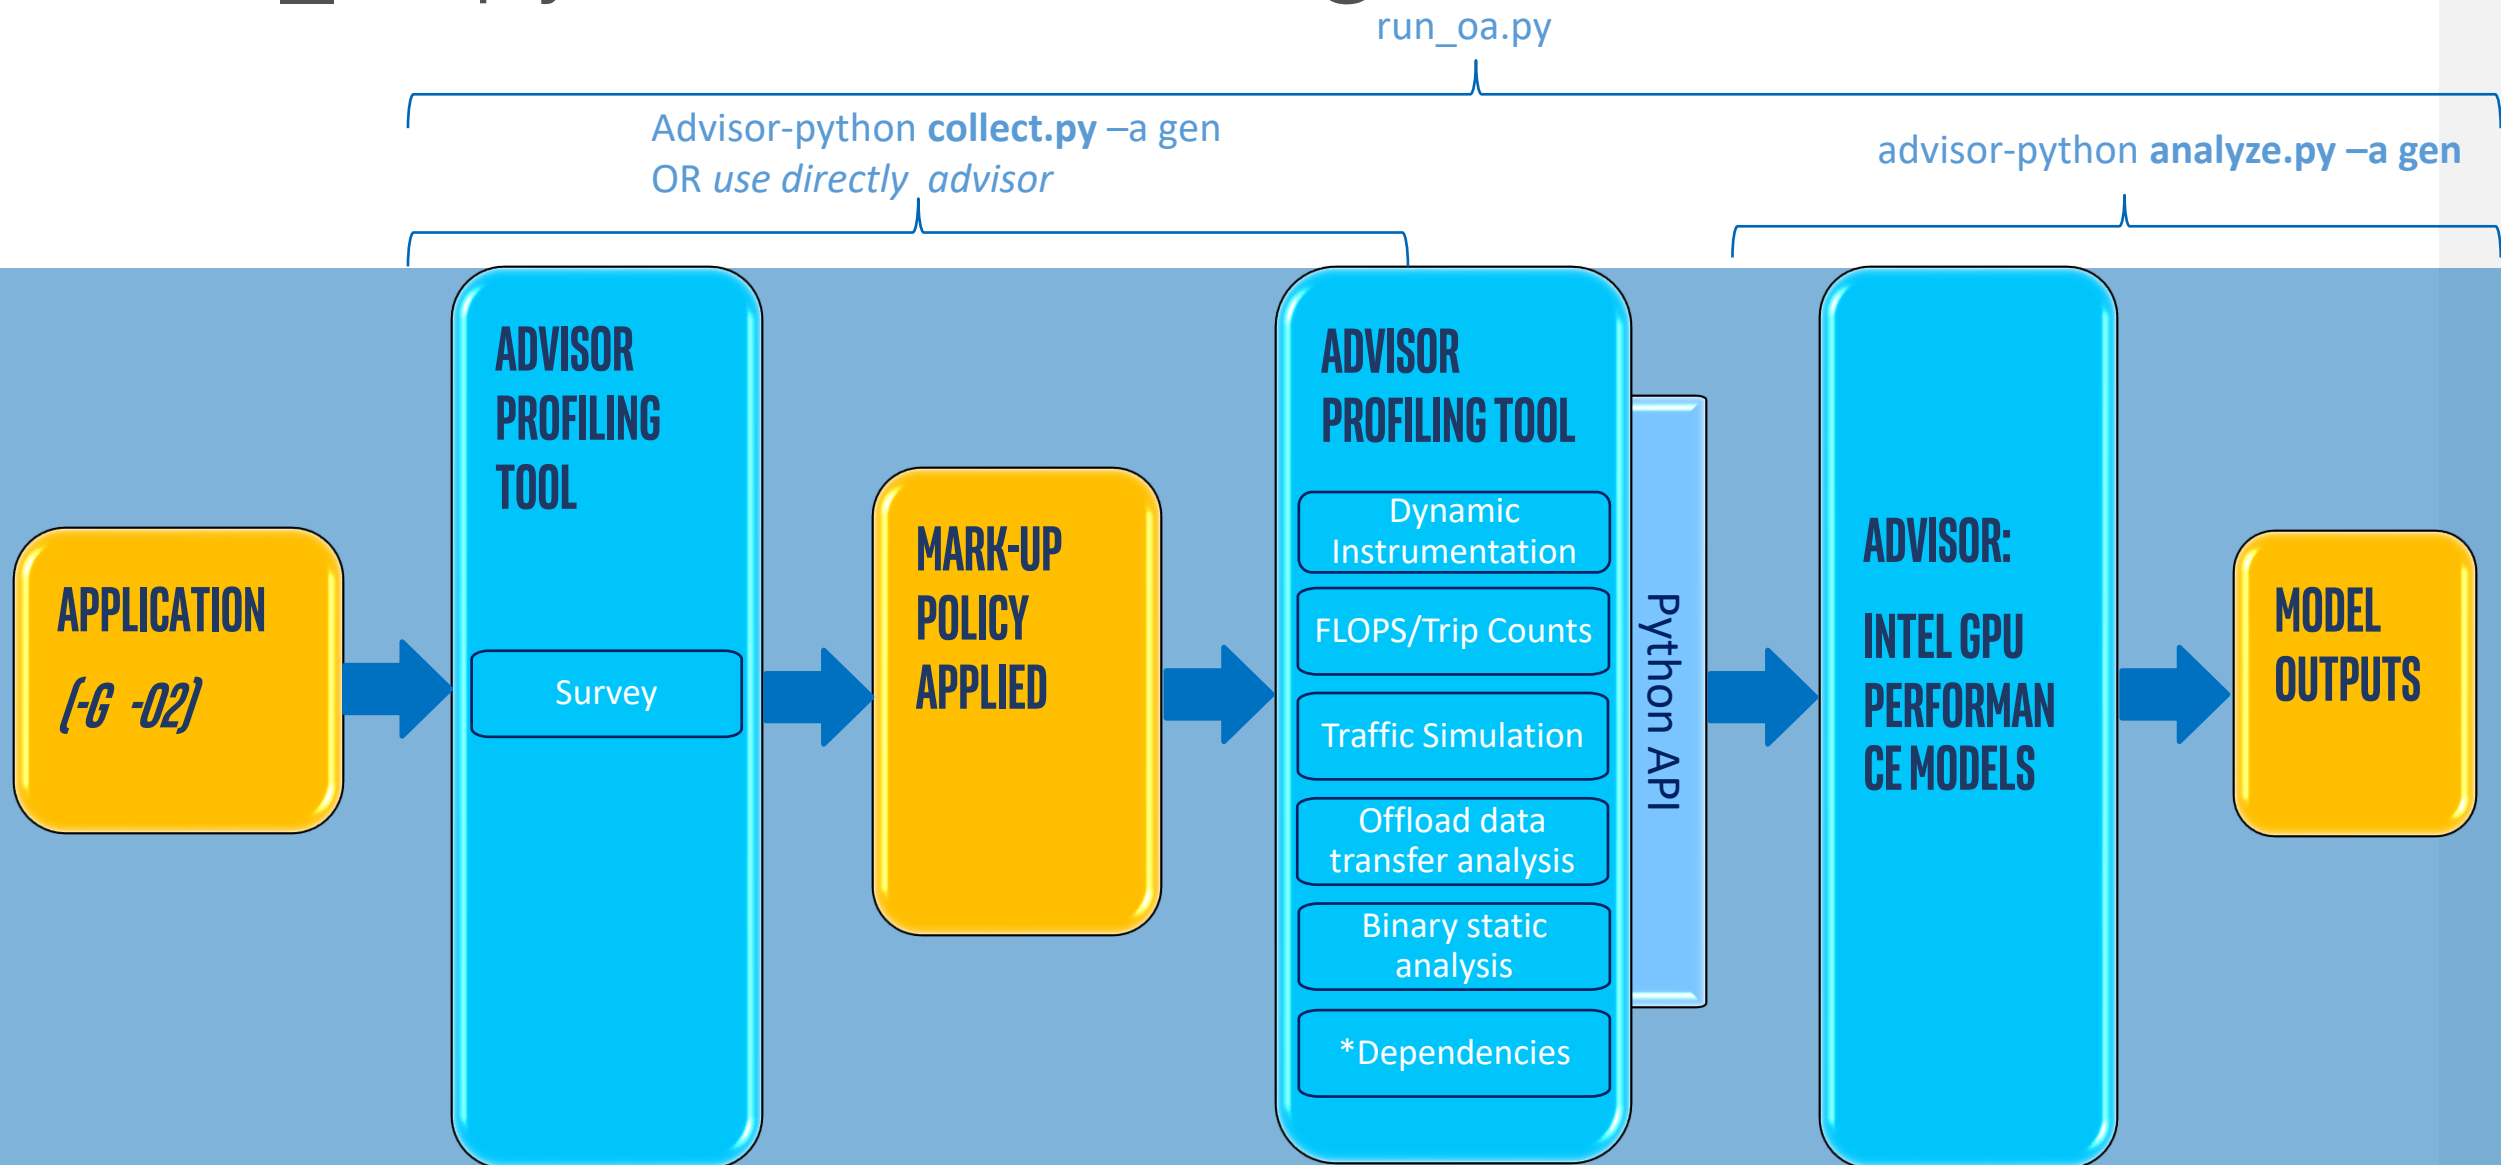 run_oa.py
Advisor-python collect.py –a gen
OR use directly advisor
advisor-python analyze.py –a gen
APPLICATION
(-G -O2)
ADVISOR
PROFILING
TOOL
Survey
MARK-UP
POLICY
APPLIED
ADVISOR
PROFILING TOOL
Dynamic
Instrumentation
FLOPS/Trip Counts
Traffic Simulation
Offload data
transfer analysis
Binary static
analysis
*Dependencies
Python API
ADVISOR:
INTEL GPU
PERFORMAN
CE MODELS
MODEL
OUTPUTS